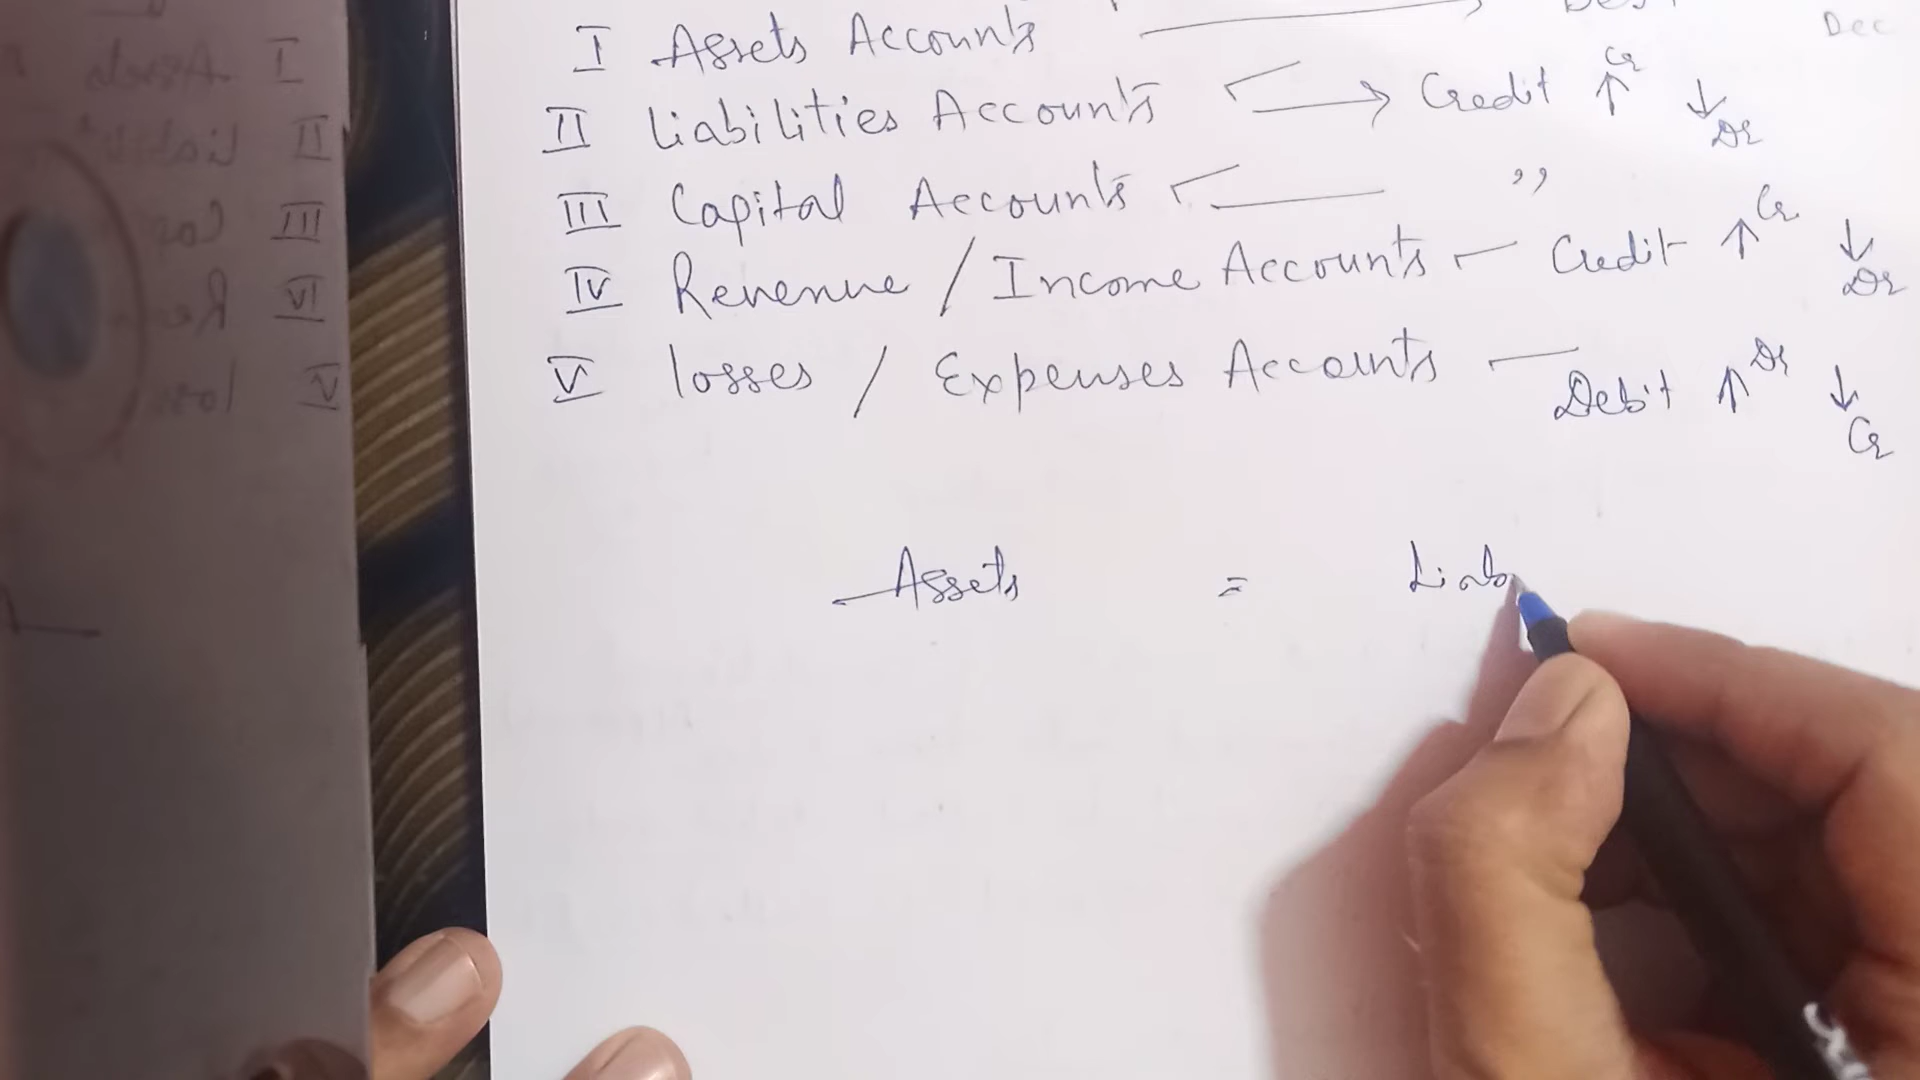 I Assets Accounts Dec
II Liabilities Accounts Credit ↑ Cr ↓ Dr
III Capital Accounts ,,
IV Revenue / Income Accounts - Credit ↑ Cr ↓ Dr
V losses / Expenses Accounts - Debit ↑ Dr ↓ Cr
Assets = Liab